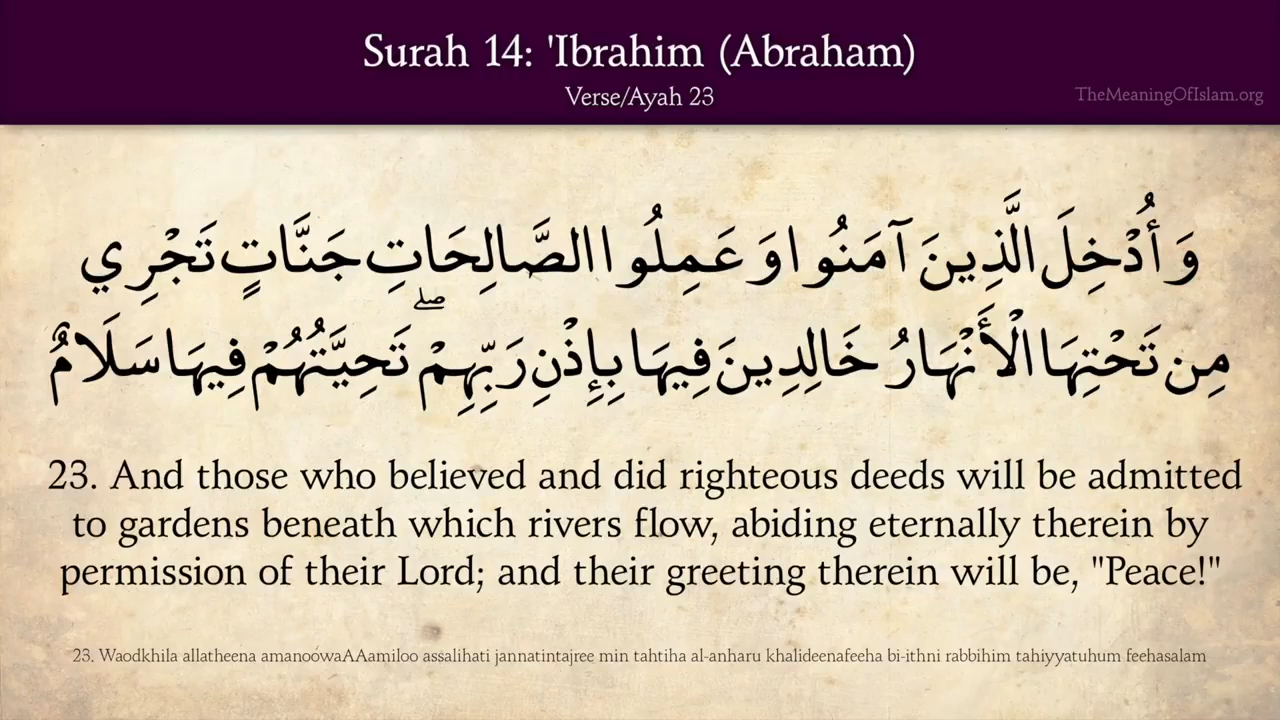 Surah 14: 'Ibrahim (Abraham)
Verse/Ayah 23
TheMeaningOfIslam.org
وَأُدْخِلَ الَّذِينَ آمَنُوا وَعَمِلُوا الصَّالِحَاتِ جَنَّاتٍ تَجْرِي
مِن تَحْتِهَا الْأَنْهَارُ خَالِدِينَ فِيهَا بِإِذْنِ رَبِّهِمْ ۖ تَحِيَّتُهُمْ فِيهَا سَلَامٌ
23. And those who believed and did righteous deeds will be admitted
to gardens beneath which rivers flow, abiding eternally therein by
permission of their Lord; and their greeting therein will be, "Peace!"
23. Waodkhila allatheena amanoowaAAamiloo assalihati jannatintajree min tahtiha al-anharu khalideenafeeha bi-ithni rabbihim tahiyyatuhum feehasalam